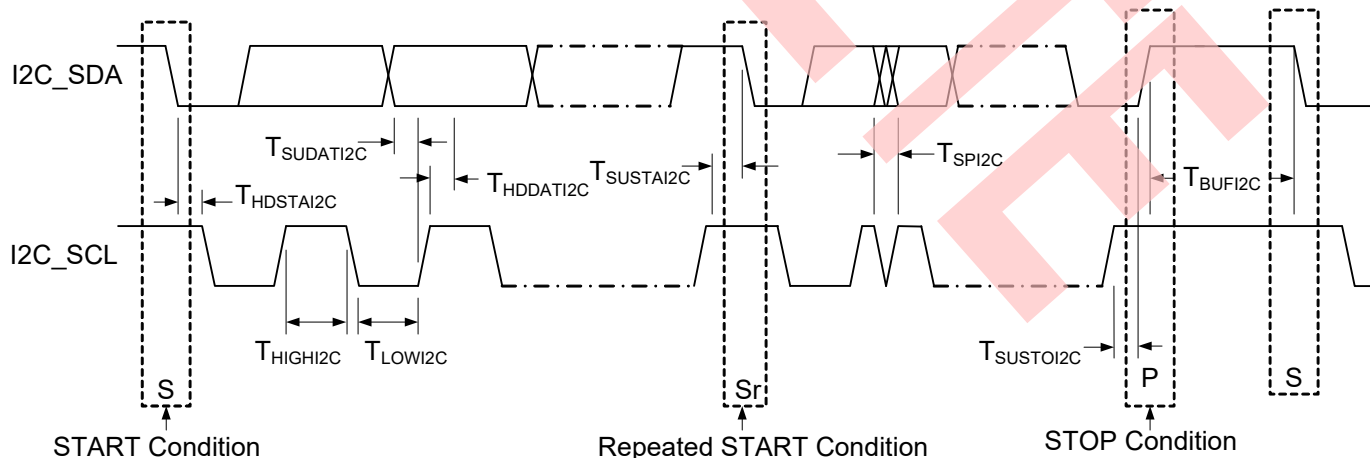 I2C_SDA
TSUDATI2C
THDDATI2C
TSUSTAI2C
TSPI2C
TBUFI2C
THDSTAI2C
I2C_SCL
THIGHI2C
TLOWI2C
TSUSTOI2C
S
Sr
P
S
START Condition
Repeated START Condition
STOP Condition